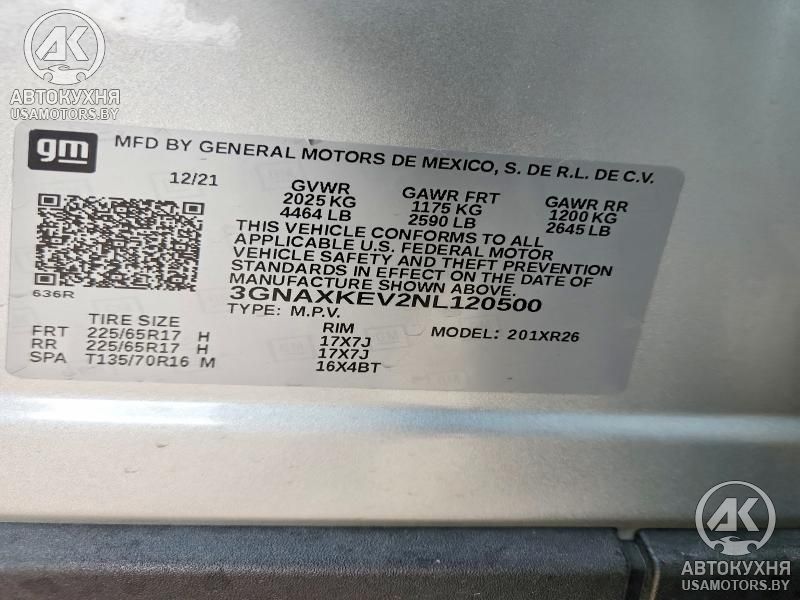 AK
АВТОКУХНЯ
USAMOTORS.BY
gm
MFD BY GENERAL MOTORS DE MEXICO, S. DE R.L. DE C.V.
12/21
GVWR
2025 KG
4464 LB
GAWR FRT
1175 KG
2590 LB
GAWR RR
1200 KG
2645 LB
THIS VEHICLE CONFORMS TO ALL
APPLICABLE U.S. FEDERAL MOTOR
VEHICLE SAFETY AND THEFT PREVENTION
STANDARDS IN EFFECT ON THE DATE OF
MANUFACTURE SHOWN ABOVE.
636R
3GNAXKEV2NL120500
TYPE: M.P.V.
MODEL: 201XR26
TIRE SIZE
RIM
FRT 225/65R17 H 17X7J
RR 225/65R17 H 17X7J
SPA T135/70R16 M 16X4BT
AK
АВТОКУХНЯ
USAMOTORS.BY